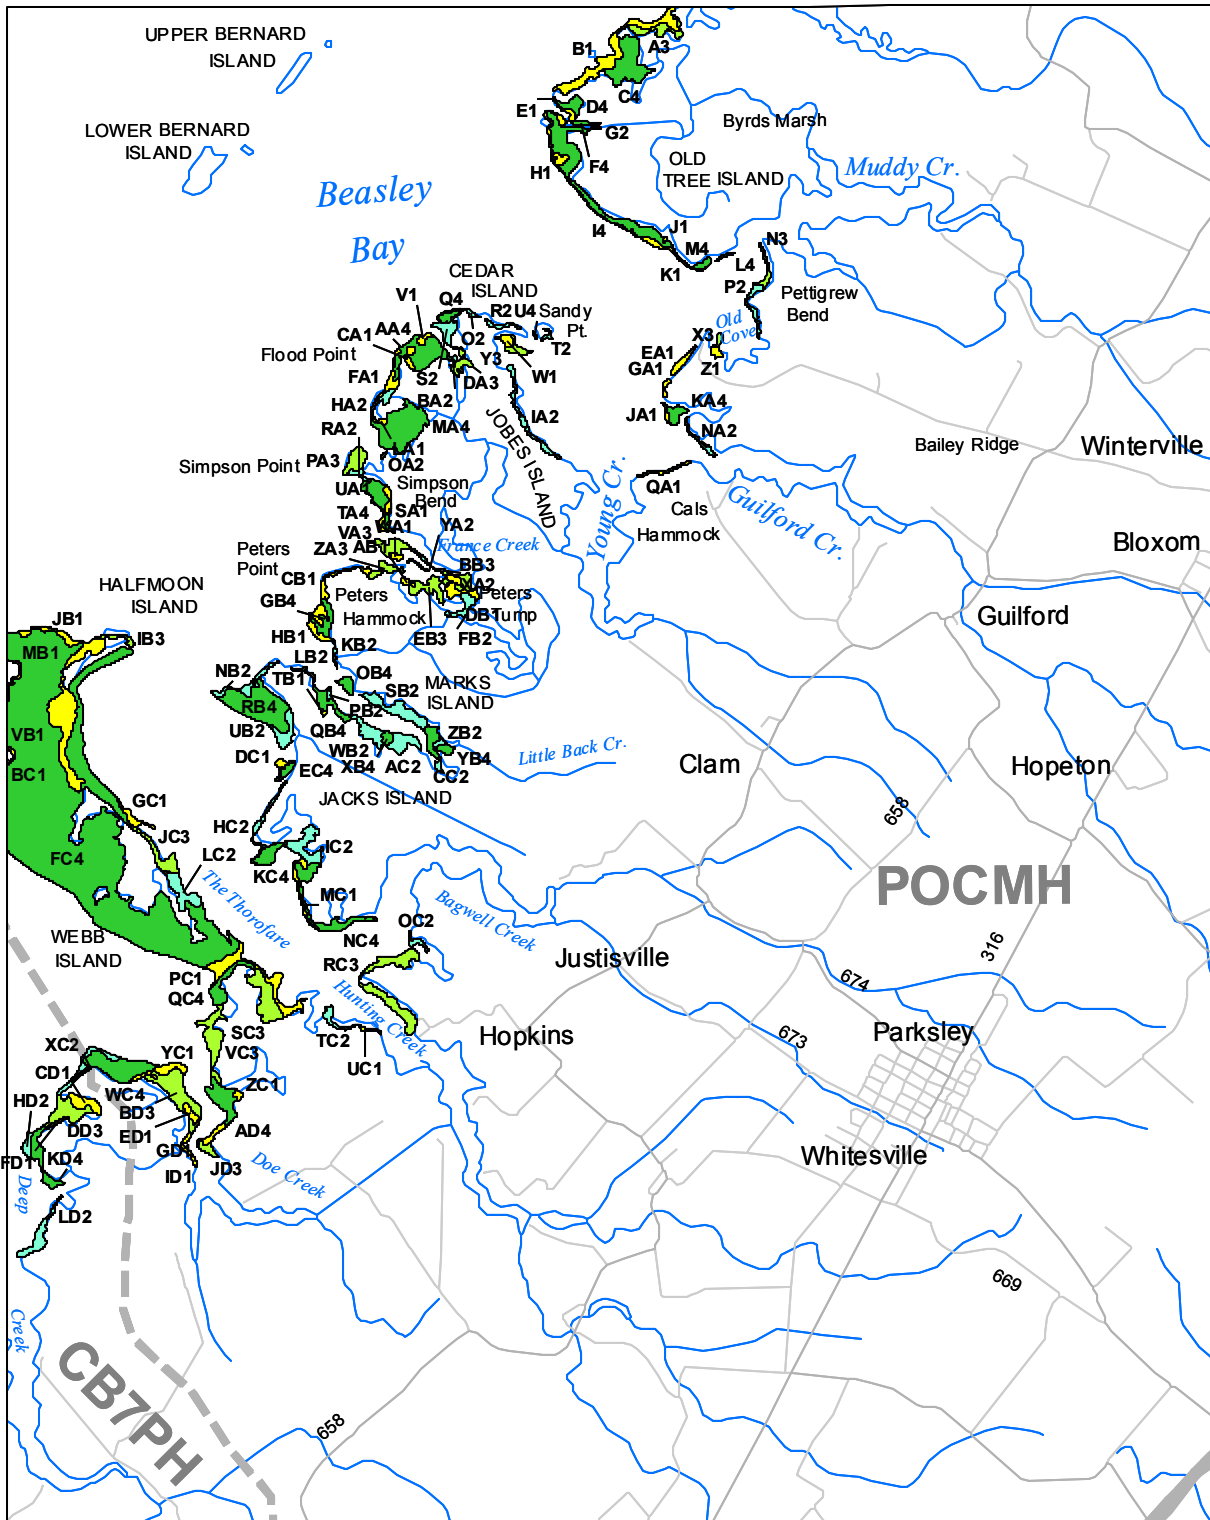 UPPER BERNARD
ISLAND
B1
A3
C4
E1
D4
G2
Byrds Marsh
LOWER BERNARD
ISLAND
F4
H1
OLD
TREE ISLAND
Muddy Cr.
Beasley
Bay
I4
J1
M4
N3
K1
L4
P2
Pettigrew
Bend
CEDAR
ISLAND
V1
Q4
R2
U4
Sandy
Pt.
CA1
AA4
O2
T2
Old
Cove
X3
Flood Point
Y3
EA1
GA1
Z1
FA1
S2
DA3
W1
HA2
BA2
KA4
RA2
MA4
IA2
JA1
NA2
JOBES ISLAND
LA1
Bailey Ridge
Winterville
PA3
OA2
Simpson Point
Simpson
Bend
UA4
Young Cr.
QA1
Guilford Cr.
TA4
SA1
Cals
Hammock
VA3
WA1
YA2
ZA3
AB
France Creek
Bloxom
Peters
Point
BB3
CB1
Peters
Hammock
Peters
Tump
HALFMOON
ISLAND
GB4
DB1
Guilford
JB1
IB3
HB1
EB3
FB2
MB1
KB2
LB2
NB2
TB1
OB4
MARKS
ISLAND
SB2
RB4
PB2
VB1
UB2
QB4
ZB2
WB2
Little Back Cr.
BC1
DC1
XB4
AC2
YB4
Clam
Hopeton
EC4
CC2
JACKS ISLAND
658
GC1
HC2
JC3
IC2
FC4
LC2
KC4
POCMH
The Thorofare
MC1
Bagwell Creek
OC2
WEBB
ISLAND
NC4
316
RC3
Justisville
PC1
674
QC4
Hunting Creek
SC3
TC2
Hopkins
673
Parksley
XC2
YC1
VC3
UC1
CD1
WC4
ZC1
HD2
BD3
DD3
ED1
AD4
FD1
KD4
GD1
Whitesville
ID1
JD3
Doe Creek
Deep
LD2
669
Creek
CB7PH
658